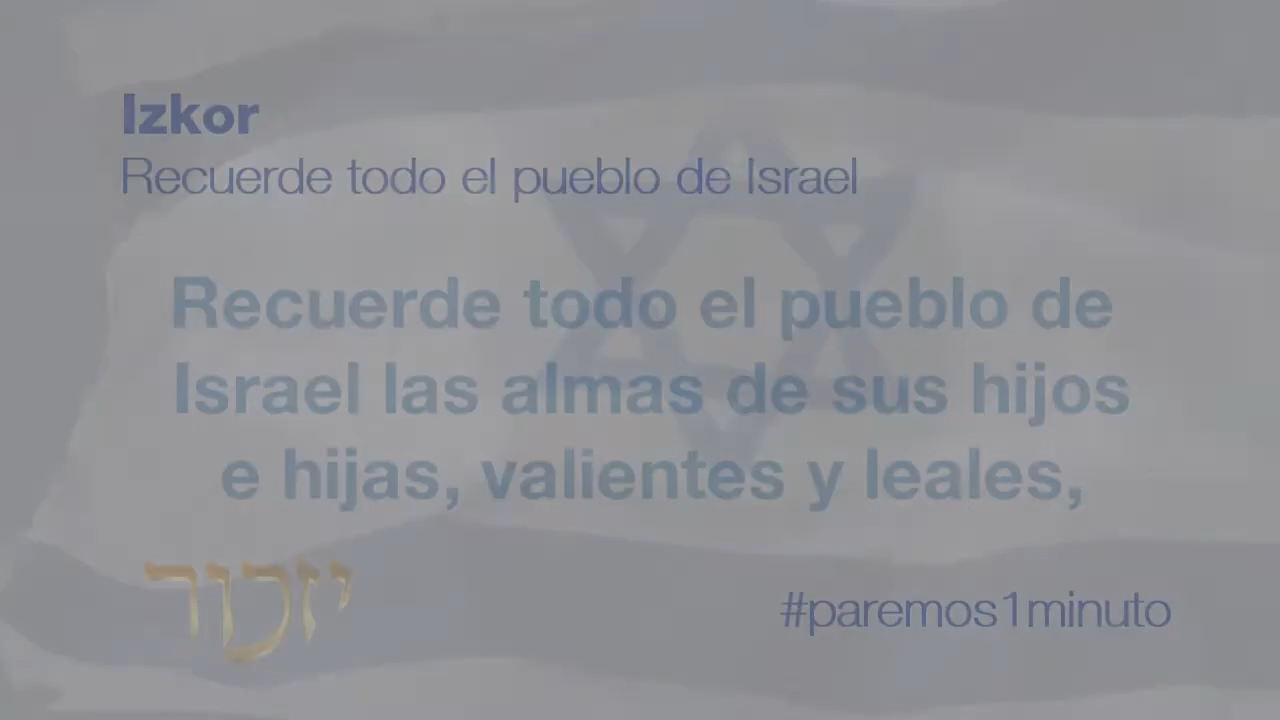 Izkor
Recuerde todo el pueblo de Israel
Recuerde todo el pueblo de
Israel las almas de sus hijos
e hijas, valientes y leales,
יזכור
#paremos1minuto